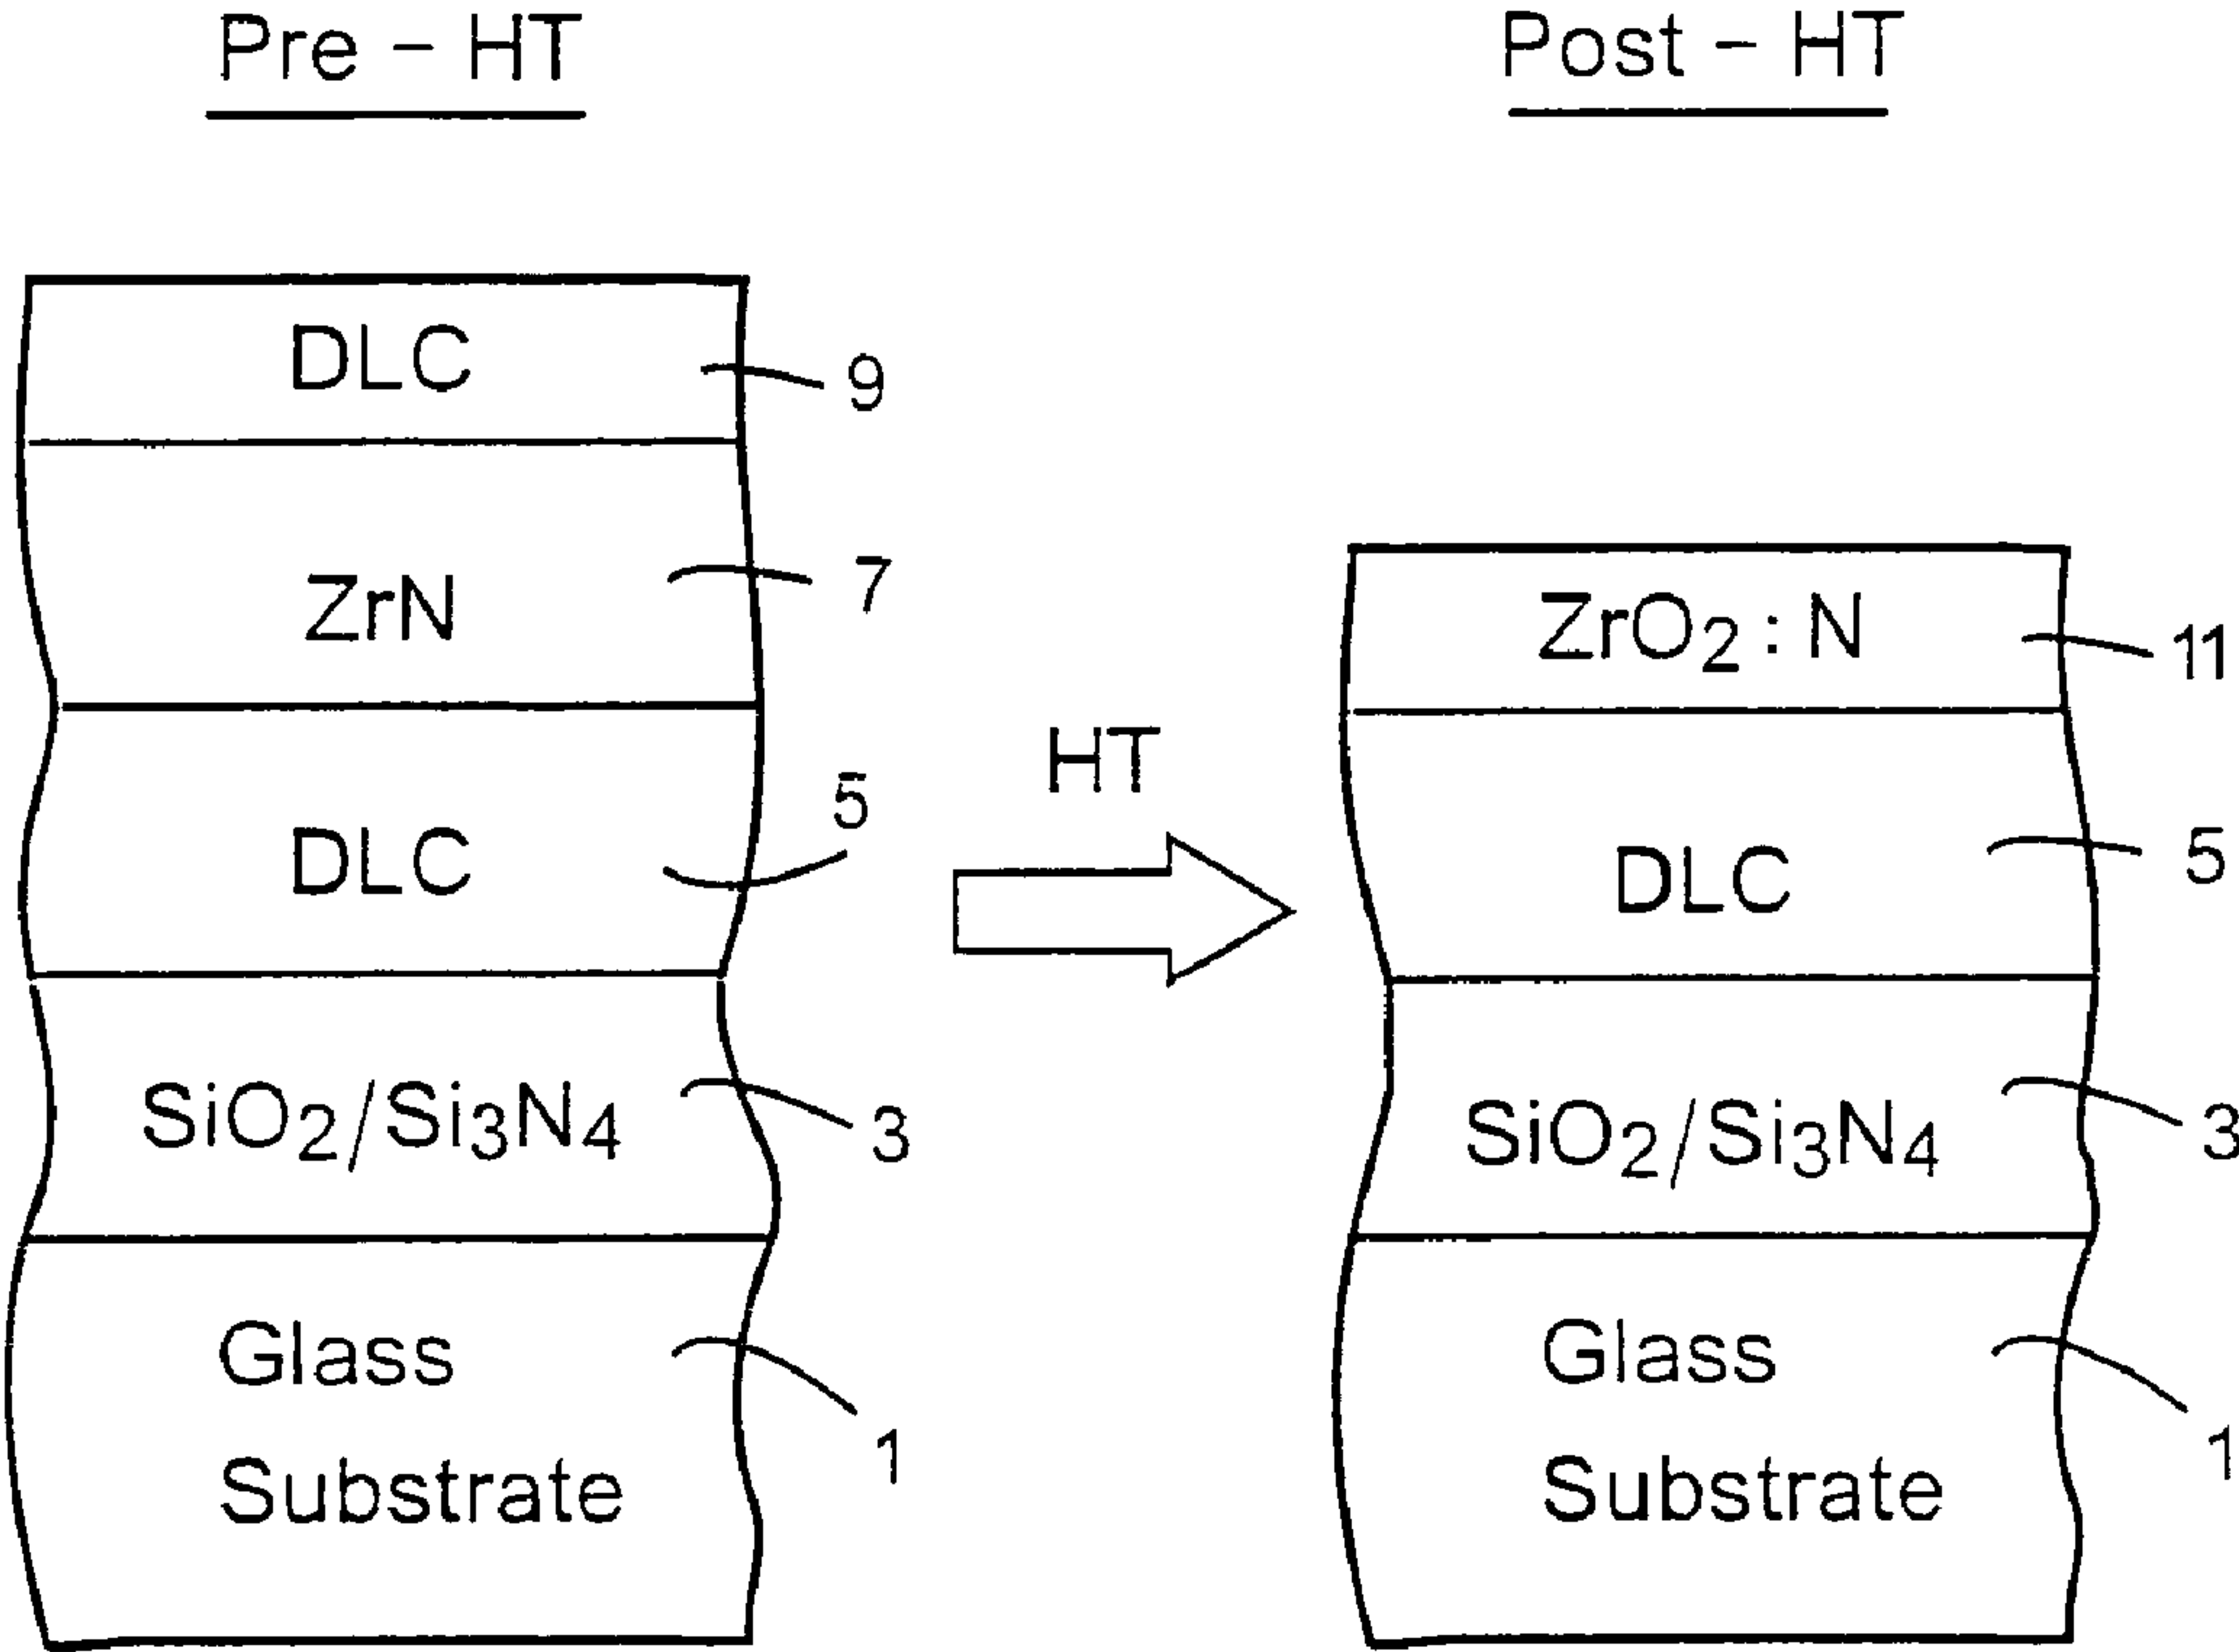 Pre – HT
DLC
9
ZrN
7
DLC
5
SiO₂/Si₃N₄
3
Glass
Substrate
1
HT
Post – HT
ZrO₂ : N
11
DLC
5
SiO₂/Si₃N₄
3
Glass
Substrate
1